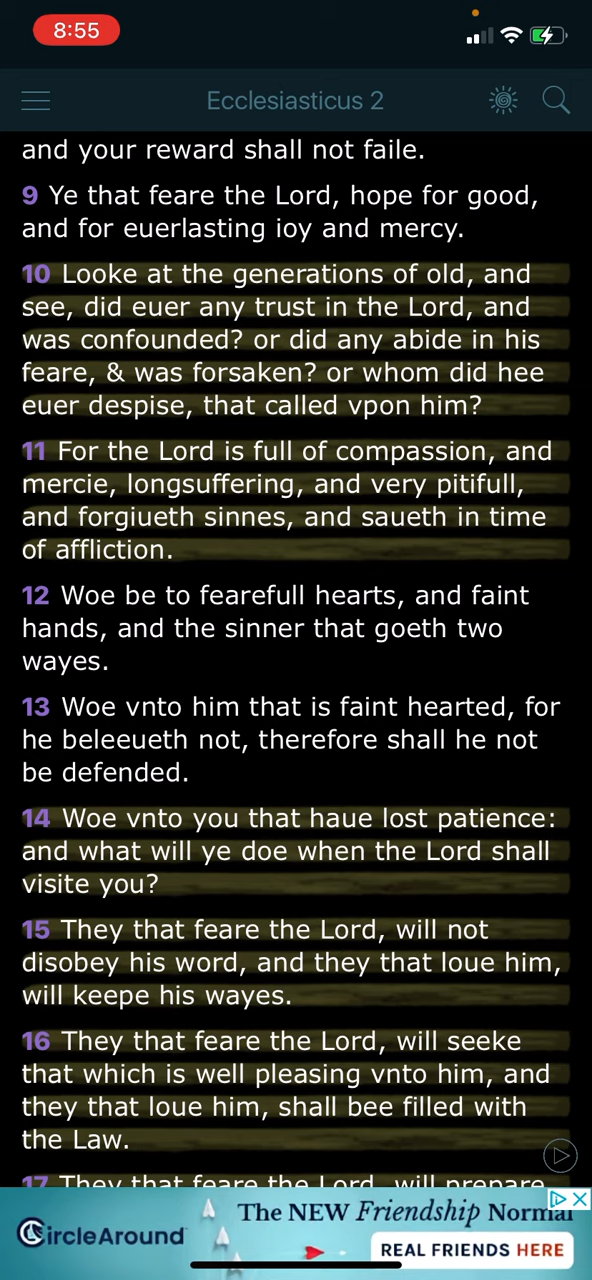 8:55
Ecclesiasticus 2
and your reward shall not faile.
9 Ye that feare the Lord, hope for good,
and for euerlasting ioy and mercy.
10 Looke at the generations of old, and
see, did euer any trust in the Lord, and
was confounded? or did any abide in his
feare, & was forsaken? or whom did hee
euer despise, that called vpon him?
11 For the Lord is full of compassion, and
mercie, longsuffering, and very pitifull,
and forgiueth sinnes, and saueth in time
of affliction.
12 Woe be to fearefull hearts, and faint
hands, and the sinner that goeth two
wayes.
13 Woe vnto him that is faint hearted, for
he beleeueth not, therefore shall he not
be defended.
14 Woe vnto you that haue lost patience:
and what will ye doe when the Lord shall
visite you?
15 They that feare the Lord, will not
disobey his word, and they that loue him,
will keepe his wayes.
16 They that feare the Lord, will seeke
that which is well pleasing vnto him, and
they that loue him, shall bee filled with
the Law.
17 They that feare the Lord, will prepare
The NEW Friendship Normal
CircleAround
REAL FRIENDS HERE